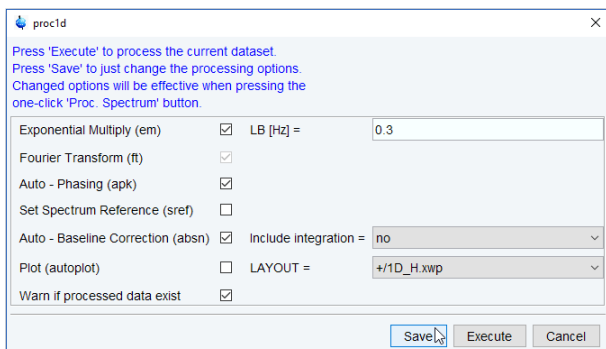 proc1d
Press 'Execute' to process the current dataset.
Press 'Save' to just change the processing options.
Changed options will be effective when pressing the
one-click 'Proc. Spectrum' button.
Exponential Multiply (em) LB [Hz] = 0.3
Fourier Transform (ft)
Auto - Phasing (apk)
Set Spectrum Reference (sref)
Auto - Baseline Correction (absn) Include integration = no
Plot (autoplot) LAYOUT = +/1D_H.xwp
Warn if processed data exist
Save Execute Cancel